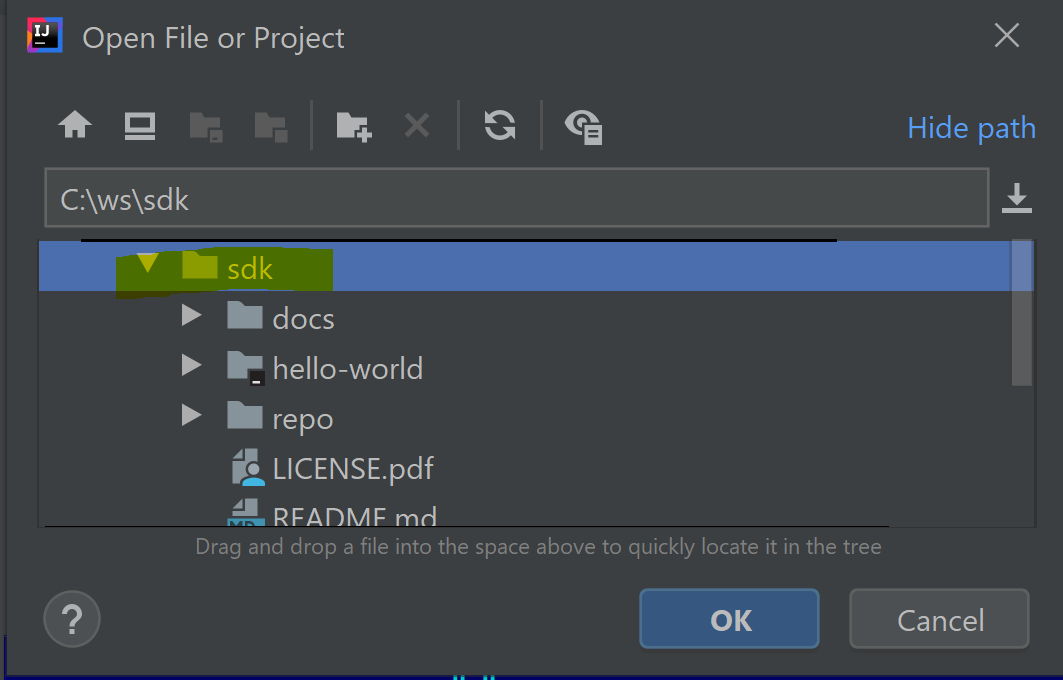 IJ
Open File or Project
Hide path
C:\ws\sdk
sdk
docs
hello-world
repo
LICENSE.pdf
README.md
Drag and drop a file into the space above to quickly locate it in the tree
? OK Cancel